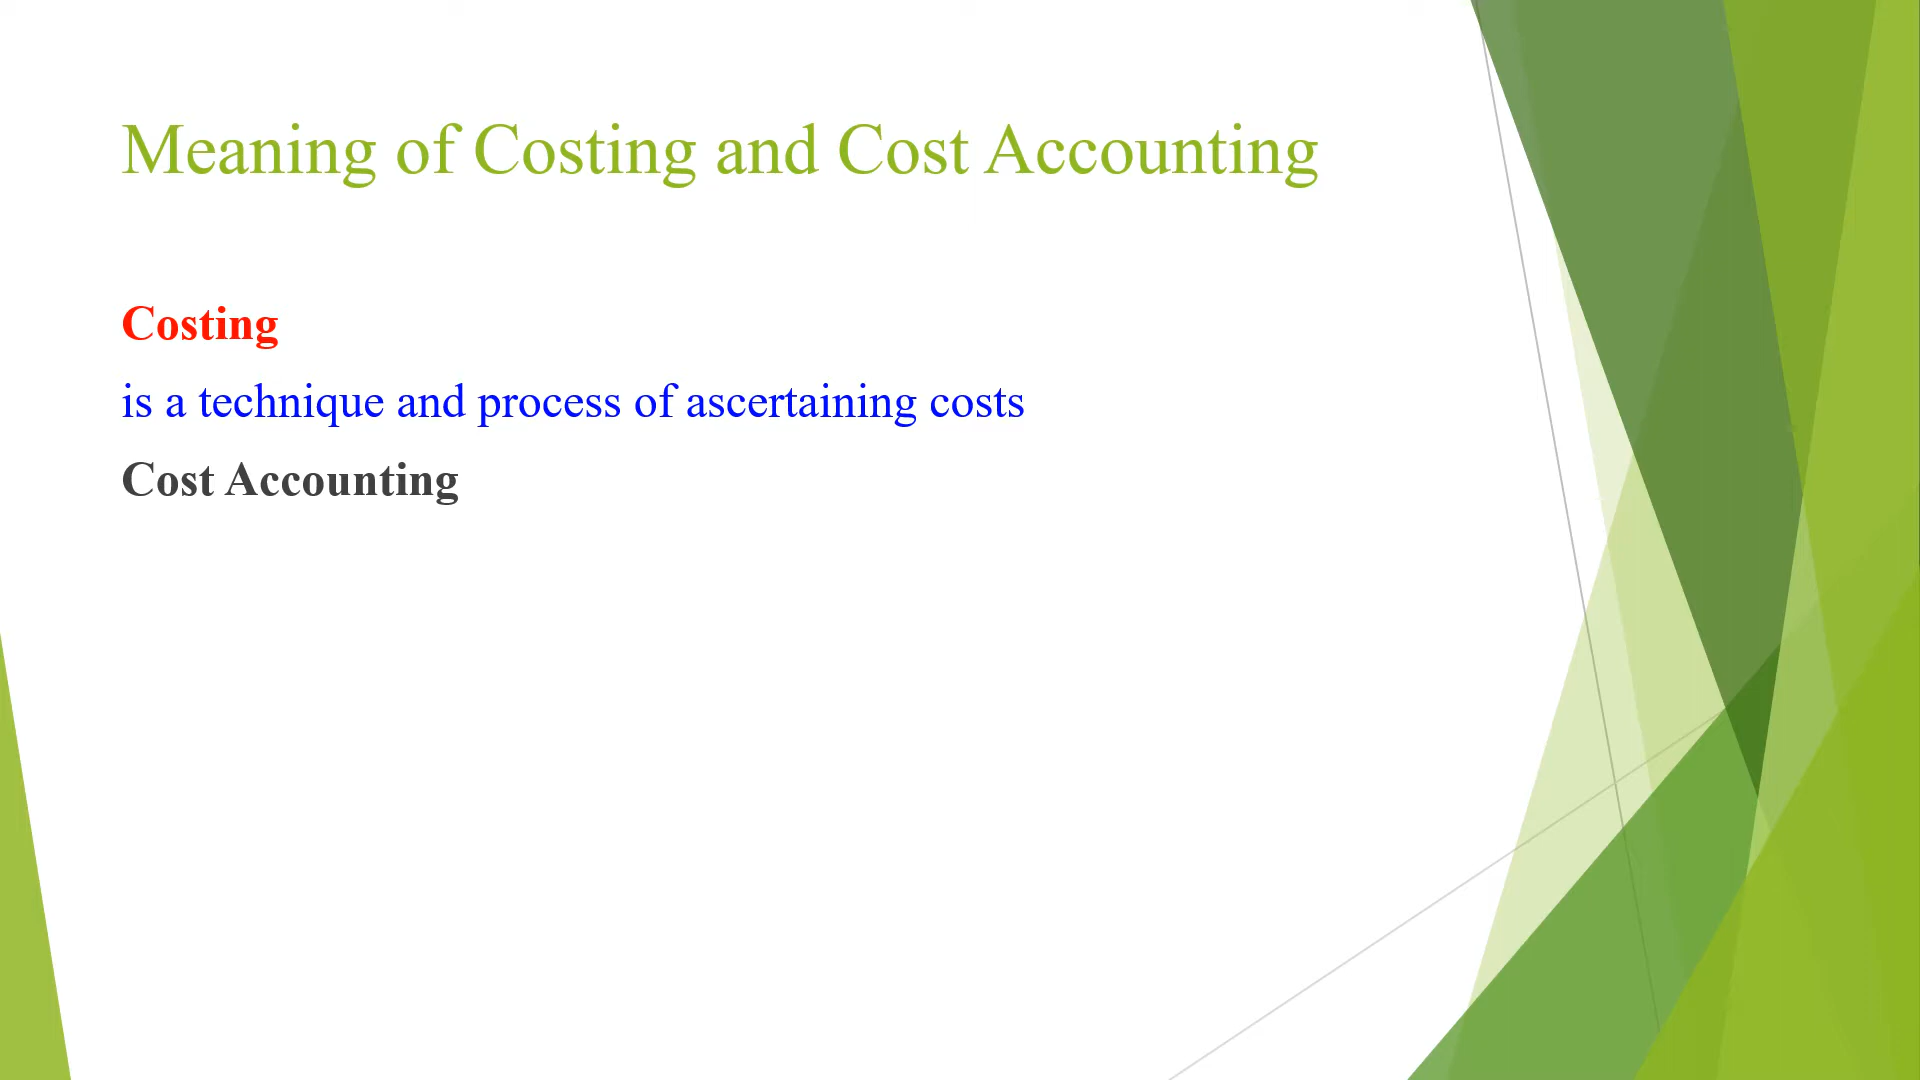 Meaning of Costing and Cost Accounting
Costing
is a technique and process of ascertaining costs
Cost Accounting